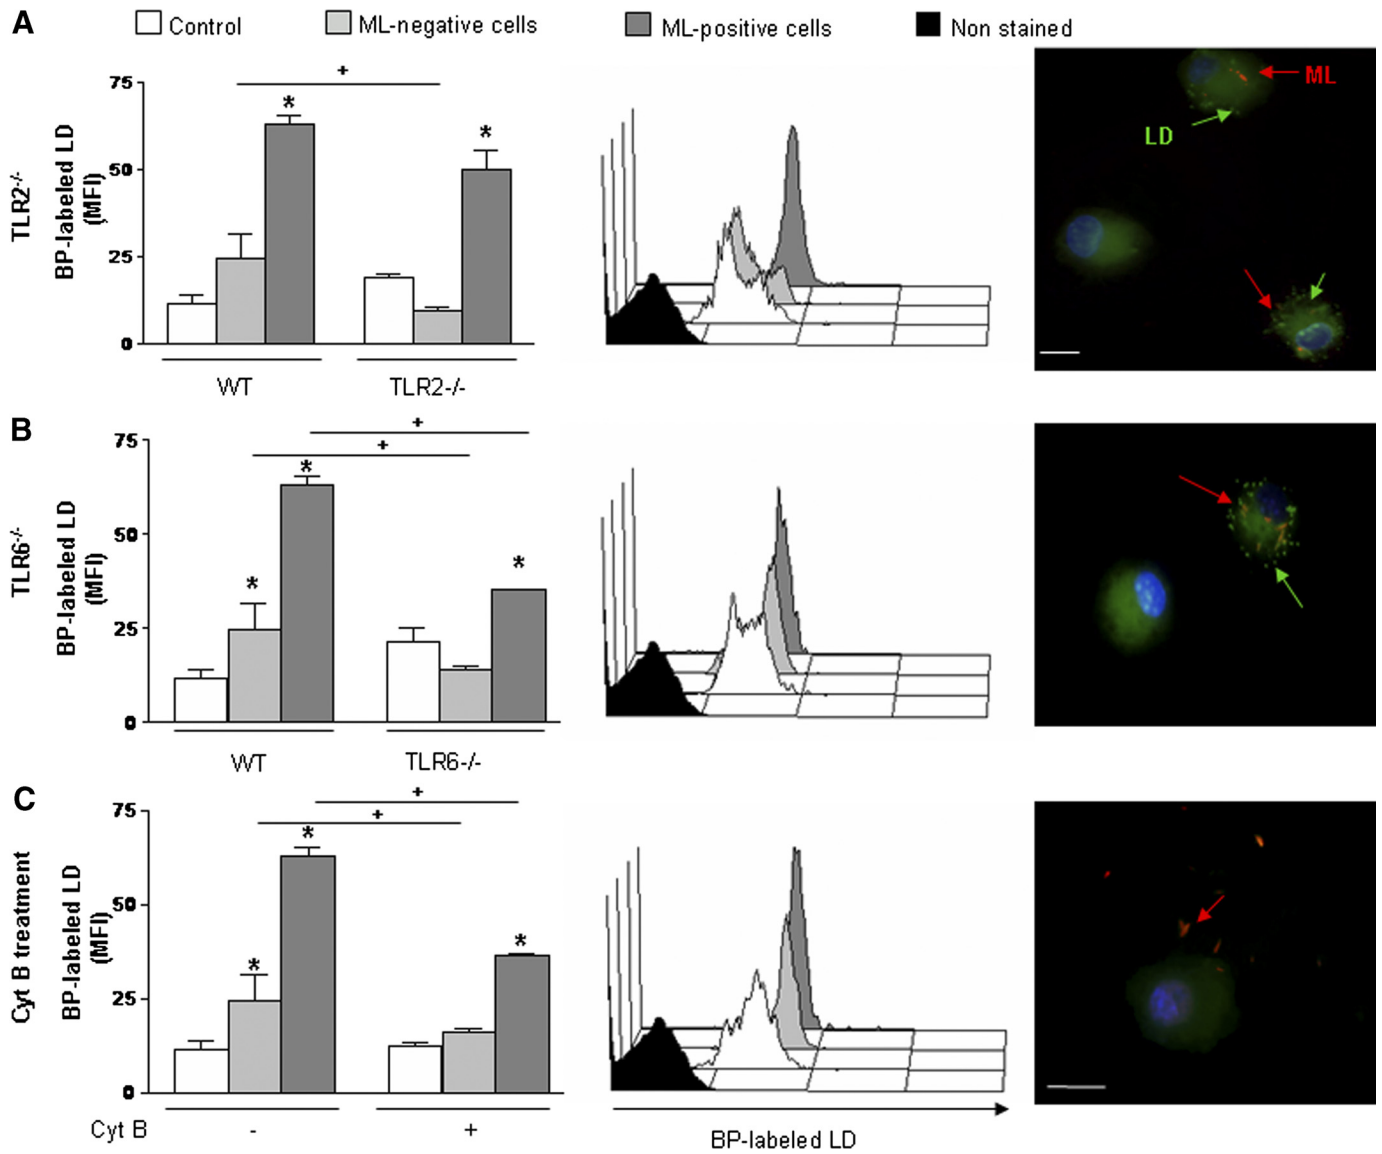 A
Control
ML-negative cells
ML-positive cells
Non stained
TLR2-/-
BP-labeled LD
(MFI)
75
50
25
0
+
*
*
WT
TLR2-/-
ML
LD
B
TLR6-/-
BP-labeled LD
(MFI)
75
50
25
0
+
+
*
*
*
WT
TLR6-/-
C
Cyt B treatment
BP-labeled LD
(MFI)
75
50
25
0
+
+
*
*
*
Cyt B
-
+
BP-labeled LD